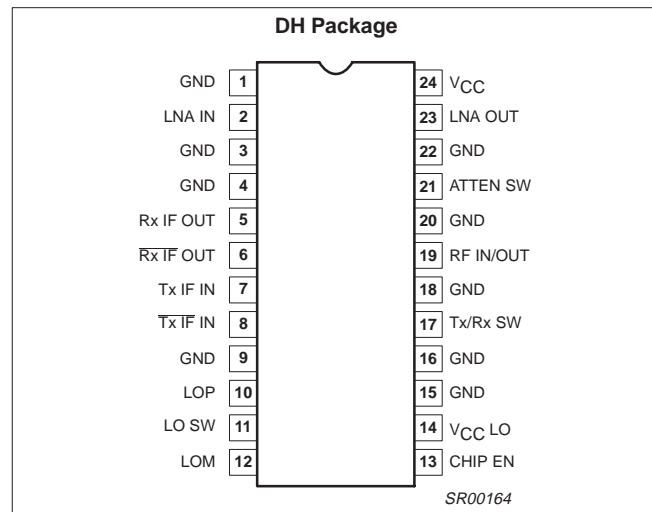 DH Package
GND 1 24 VCC
LNA IN 2 23 LNA OUT
GND 3 22 GND
GND 4 21 ATTEN SW
Rx IF OUT 5 20 GND
Rx IF OUT 6 19 RF IN/OUT
Tx IF IN 7 18 GND
Tx IF IN 8 17 Tx/Rx SW
GND 9 16 GND
LOP 10 15 GND
LO SW 11 14 VCC LO
LOM 12 13 CHIP EN
SR00164